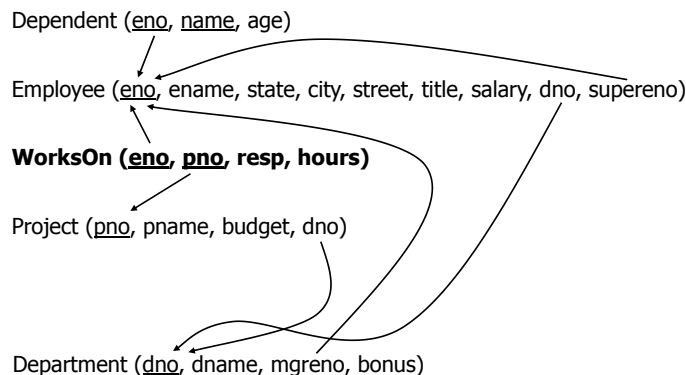 Dependent (eno, name, age)
Employee (eno, ename, state, city, street, title, salary, dno, supereno)
WorksOn (eno, pno, resp, hours)
Project (pno, pname, budget, dno)
Department (dno, dname, mgreno, bonus)